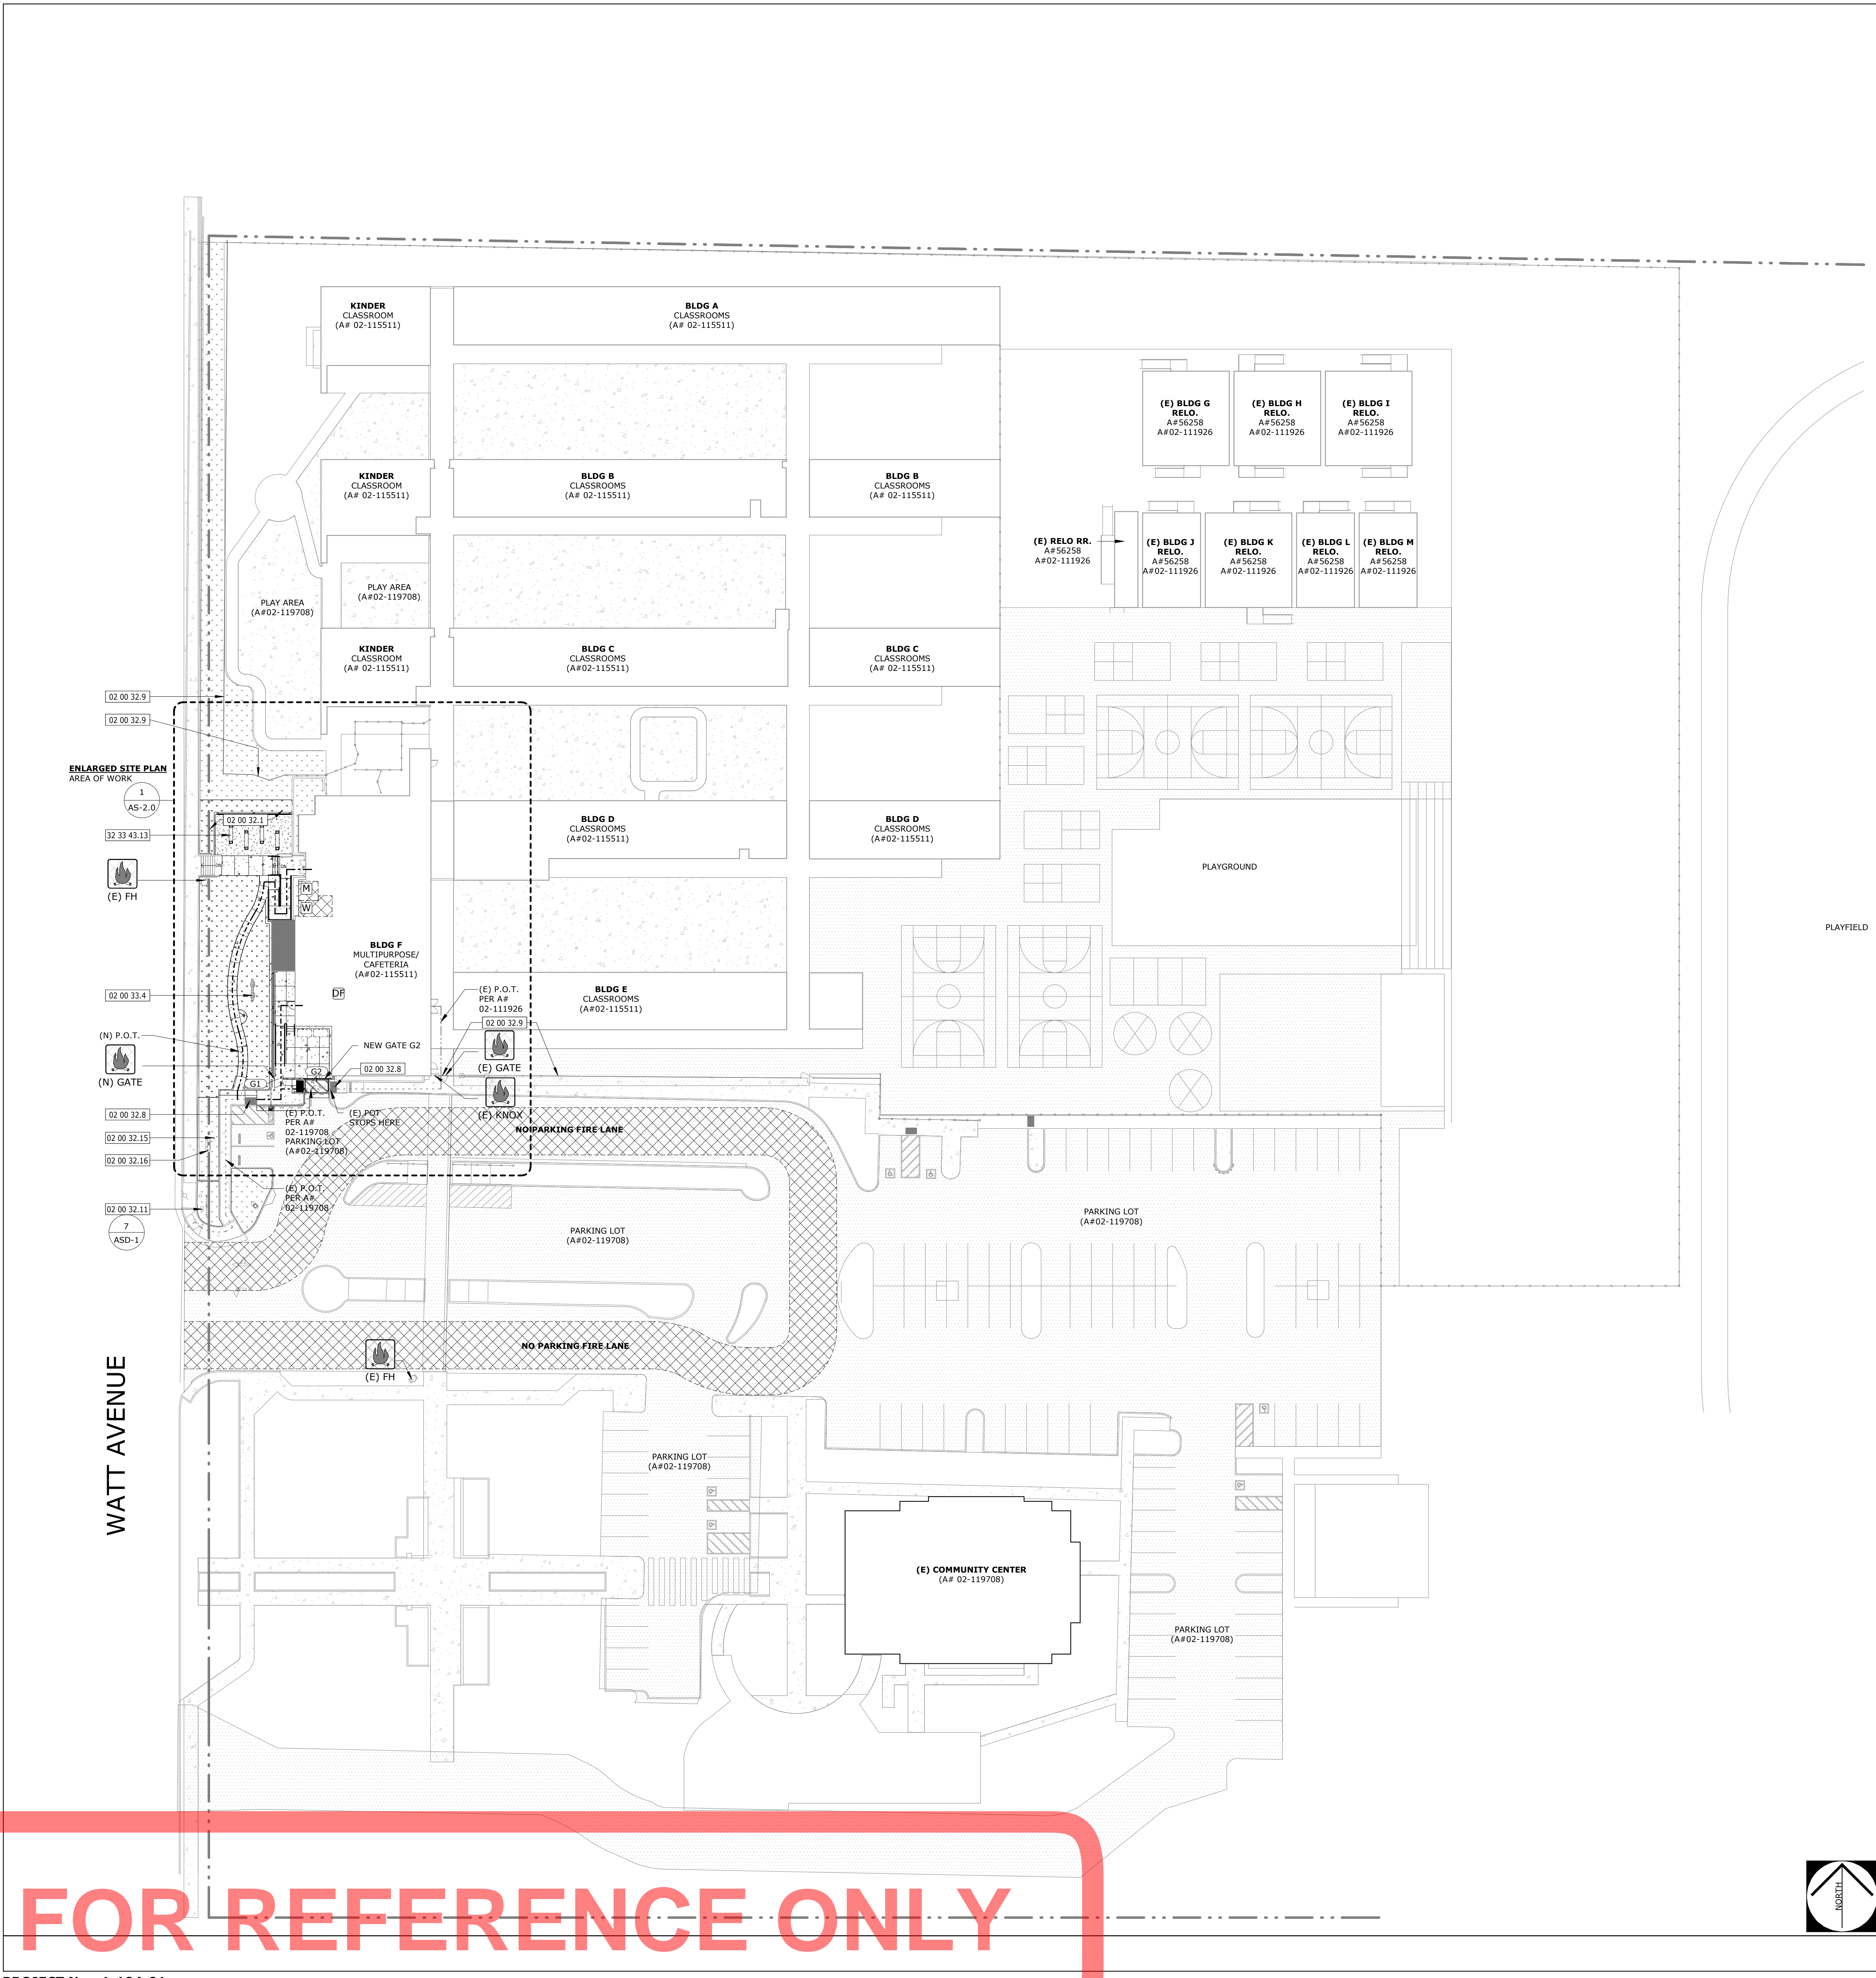 KINDER
CLASSROOM
(A# 02-115511)
BLDG A
CLASSROOMS
(A# 02-115511)
(E) BLDG G
RELO.
A#56258
A#02-111926
(E) BLDG H
RELO.
A#56258
A#02-111926
(E) BLDG I
RELO.
A#56258
A#02-111926
KINDER
CLASSROOM
(A# 02-115511)
BLDG B
CLASSROOMS
(A# 02-115511)
BLDG B
CLASSROOMS
(A# 02-115511)
(E) RELO RR.
A#56258
A#02-111926
(E) BLDG J
RELO.
A#56258
A#02-111926
(E) BLDG K
RELO.
A#56258
A#02-111926
(E) BLDG L
RELO.
A#56258
A#02-111926
(E) BLDG M
RELO.
A#56258
A#02-111926
PLAY AREA
(A#02-119708)
PLAY AREA
(A#02-119708)
KINDER
CLASSROOM
(A# 02-115511)
BLDG C
CLASSROOMS
(A#02-115511)
BLDG C
CLASSROOMS
(A# 02-115511)
02 00 32.9
02 00 32.9
ENLARGED SITE PLAN
AREA OF WORK
1
AS-2.0
02 00 32.1
32 33 43.13
DN
DN
(E) FH
M
W
BLDG D
CLASSROOMS
(A#02-115511)
BLDG D
CLASSROOMS
(A#02-115511)
PLAYGROUND
PLAYFIELD
BLDG F
MULTIPURPOSE/
CAFETERIA
(A#02-115511)
DF
02 00 33.4
(E) P.O.T.
PER A#
02-111926
02 00 32.9
BLDG E
CLASSROOMS
(A#02-115511)
(N) P.O.T.
(N) GATE
NEW GATE G2
G2
G1
02 00 32.8
(E) GATE
(E) KNOX
02 00 32.8
02 00 32.15
02 00 32.16
(E) P.O.T.
PER A#
02-119708
PARKING LOT
(A#02-119708)
(E) POT
STOPS HERE
NO PARKING FIRE LANE
(E) P.O.T.
PER A#
02-119708
02 00 32.11
7
ASD-1
PARKING LOT
(A#02-119708)
PARKING LOT
(A#02-119708)
NO PARKING FIRE LANE
(E) FH
WATT AVENUE
PARKING LOT
(A#02-119708)
(E) COMMUNITY CENTER
(A# 02-119708)
PARKING LOT
(A#02-119708)
NORTH
FOR REFERENCE ONLY